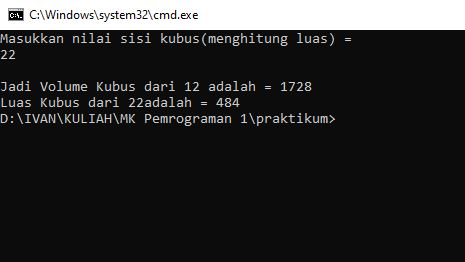 C:\Windows\system32\cmd.exe
Masukkan nilai sisi kubus(menghitung luas) =
22
Jadi Volume Kubus dari 12 adalah = 1728
Luas Kubus dari 22adalah = 484
D:\IVAN\KULIAH\MK Pemrograman 1\praktikum>